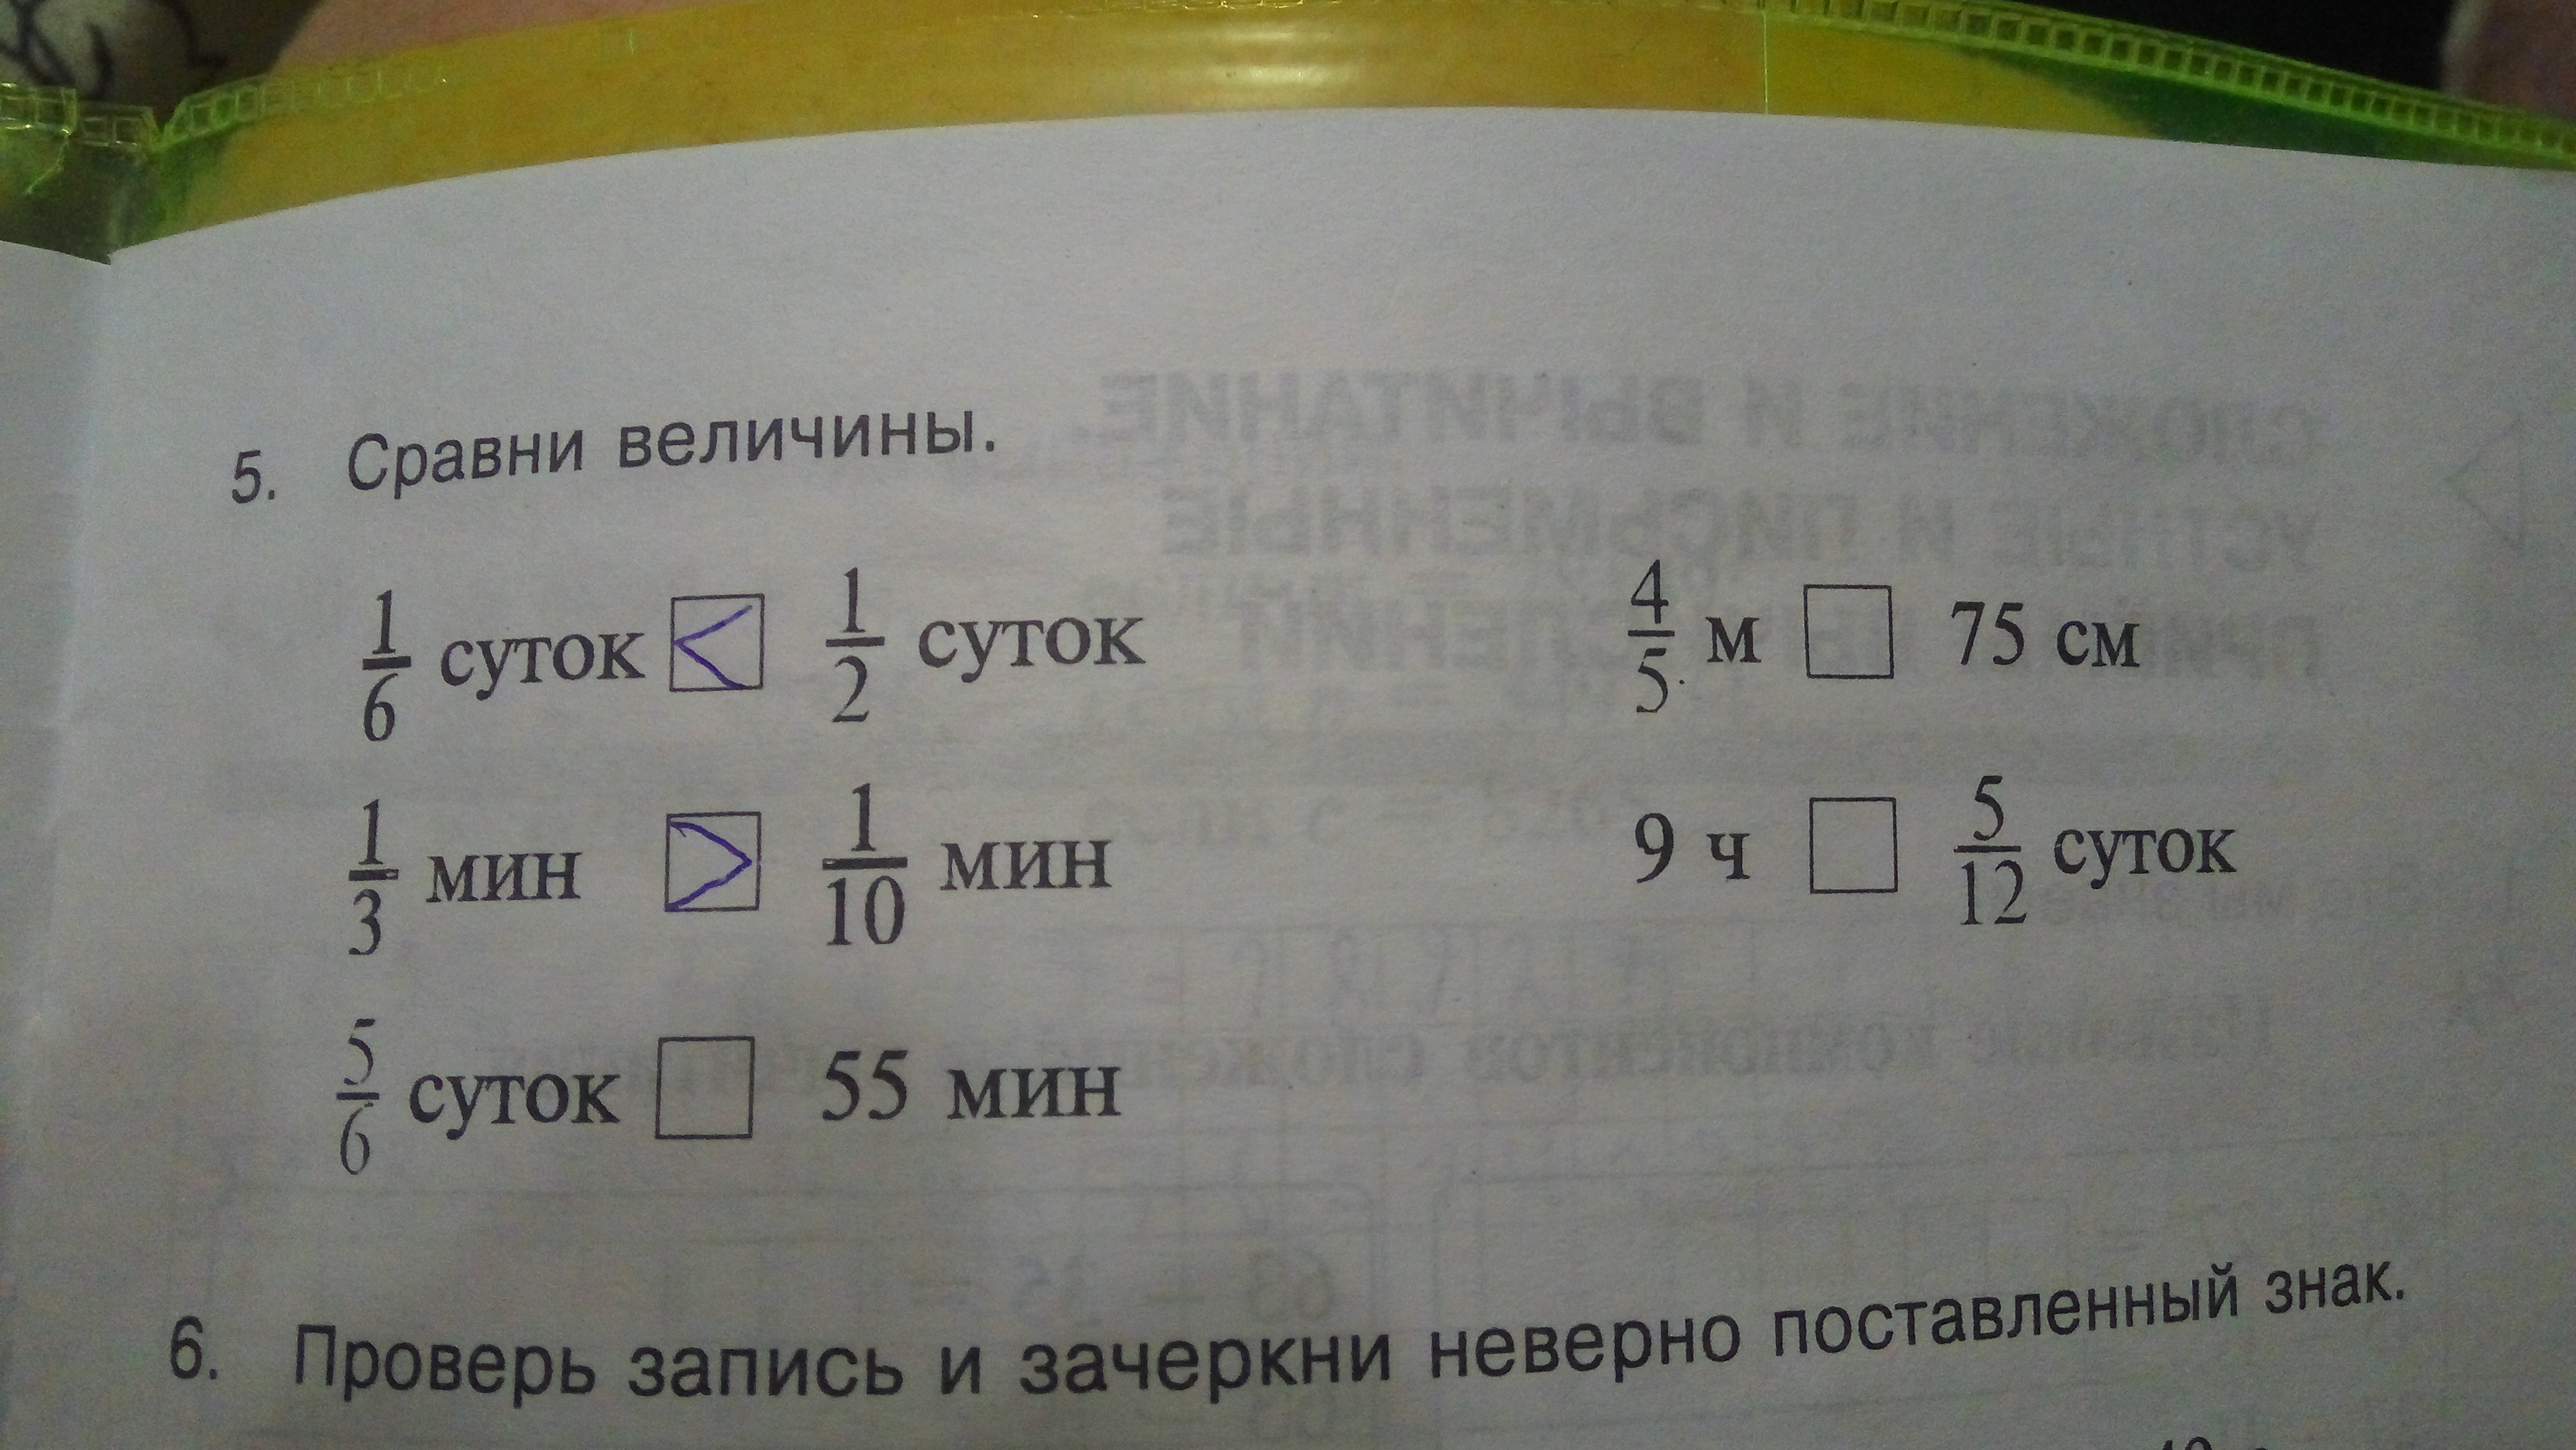 5. Сравни величины.
1/6 суток < 1/2 суток
4/5 м □ 75 см
1/3 мин > 1/10 мин
9 ч □ 5/12 суток
5/6 суток □ 55 мин
6. Проверь запись и зачеркни неверно поставленный знак.